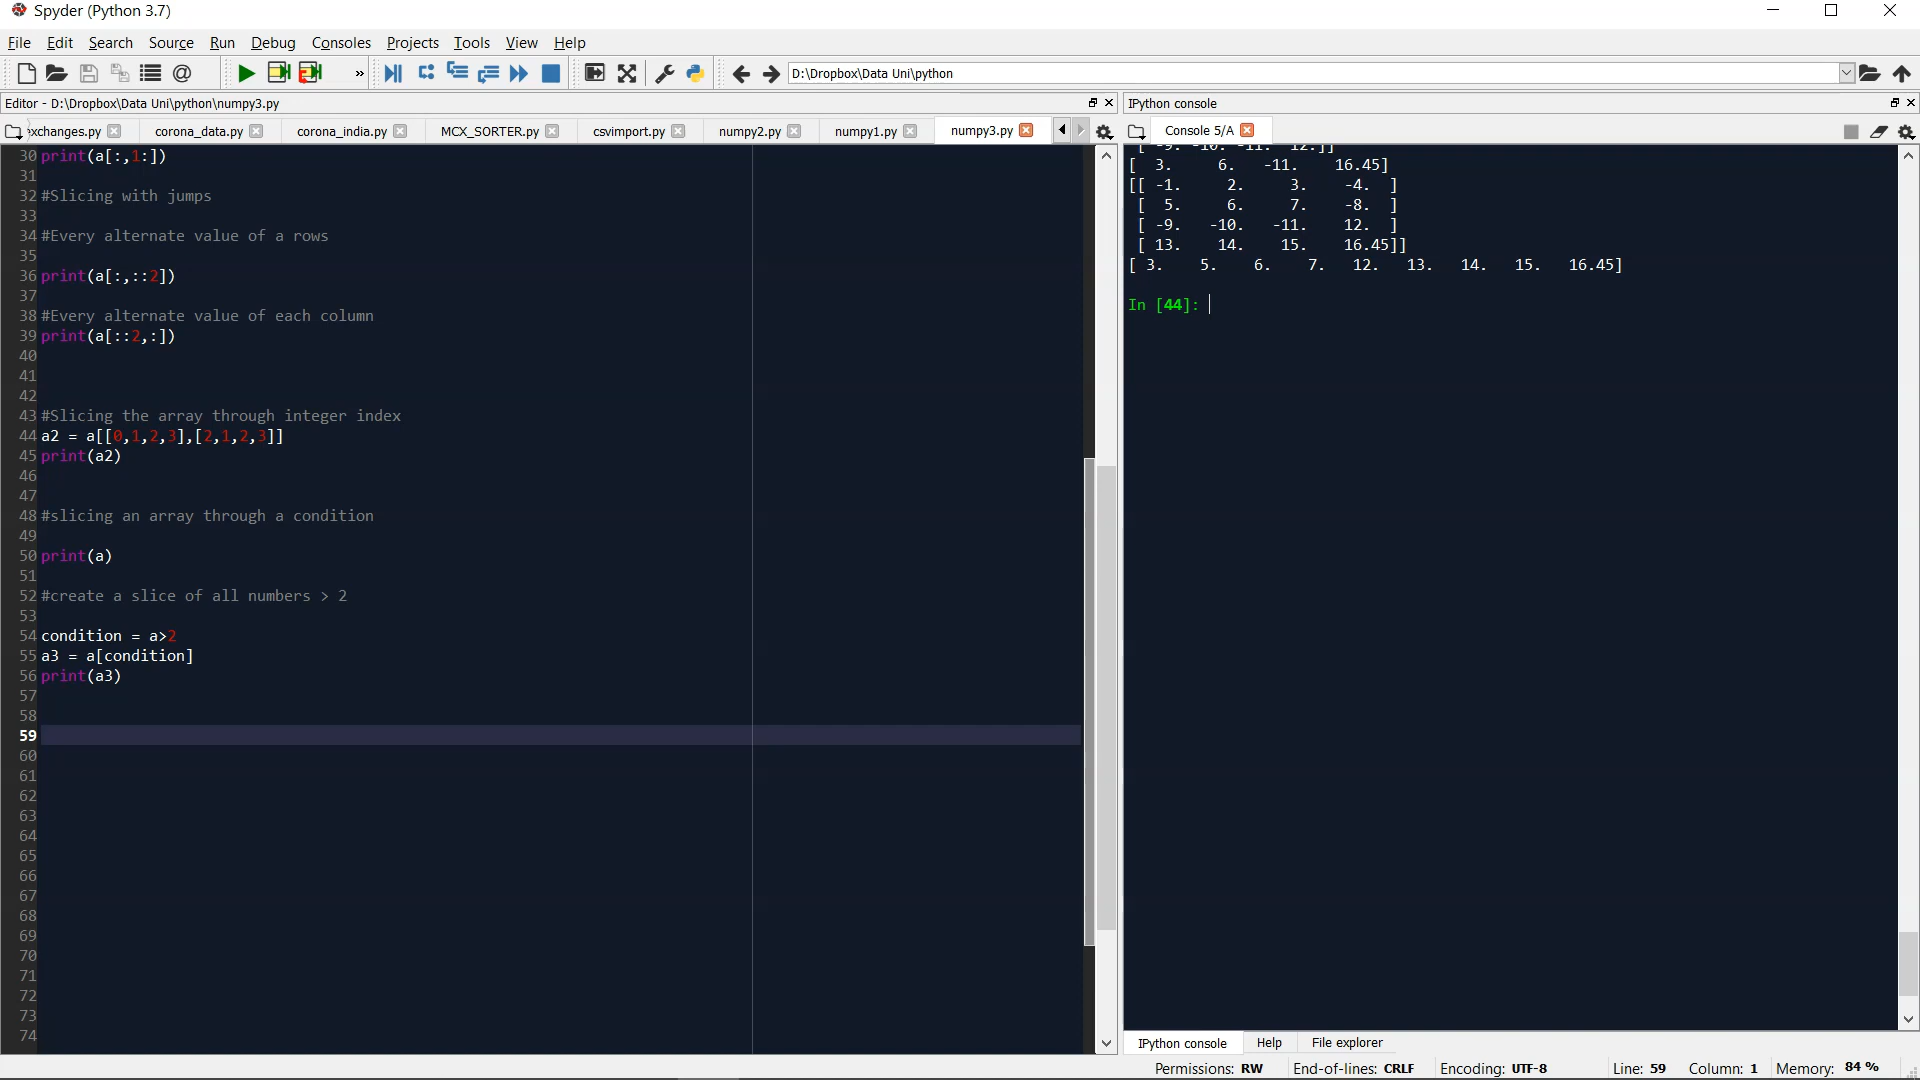 Spyder (Python 3.7)
File Edit Search Source Run Debug Consoles Projects Tools View Help
D:\Dropbox\Data Uni\python
Editor - D:\Dropbox\Data Uni\python\numpy3.py
IPython console
xchanges.py corona_data.py corona_india.py MCX_SORTER.py csvimport.py numpy2.py numpy1.py numpy3.py
Console 5/A
30 print(a[:,1:])
31
32 #Slicing with jumps
33
34 #Every alternate value of a rows
35
36 print(a[:,::2])
37
38 #Every alternate value of each column
39 print(a[::2,:])
40
41
42
43 #Slicing the array through integer index
44 a2 = a[[0,1,2,3],[2,1,2,3]]
45 print(a2)
46
47
48 #slicing an array through a condition
49
50 print(a)
51
52 #create a slice of all numbers > 2
53
54 condition = a>2
55 a3 = a[condition]
56 print(a3)
57
58
59
60
61
62
63
64
65
66
67
68
69
70
71
72
73
74
[ -9. -10. -11. 12.]]
[ 3. 6. -11. 16.45]
[[ -1. 2. 3. -4. ]
[ 5. 6. 7. -8. ]
[ -9. -10. -11. 12. ]
[ 13. 14. 15. 16.45]]
[ 3. 5. 6. 7. 12. 13. 14. 15. 16.45]
In [44]:
IPython console Help File explorer
Permissions: RW End-of-lines: CRLF Encoding: UTF-8 Line: 59 Column: 1 Memory: 84 %